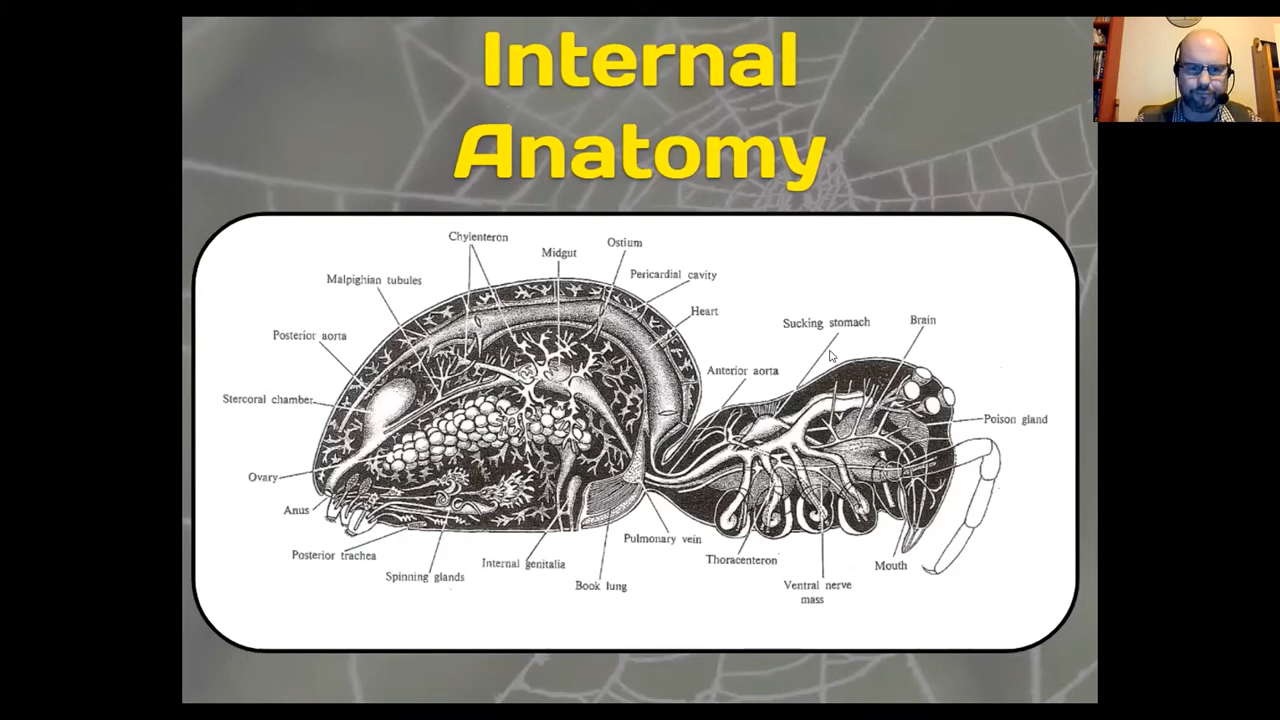 Internal
Anatomy
Chylenteron
Midgut
Ostium
Malpighian tubules
Pericardial cavity
Heart
Posterior aorta
Sucking stomach
Brain
Anterior aorta
Stercoral chamber
Poison gland
Ovary
Anus
Posterior trachea
Spinning glands
Internal genitalia
Book lung
Pulmonary vein
Thoracenteron
Ventral nerve
mass
Mouth